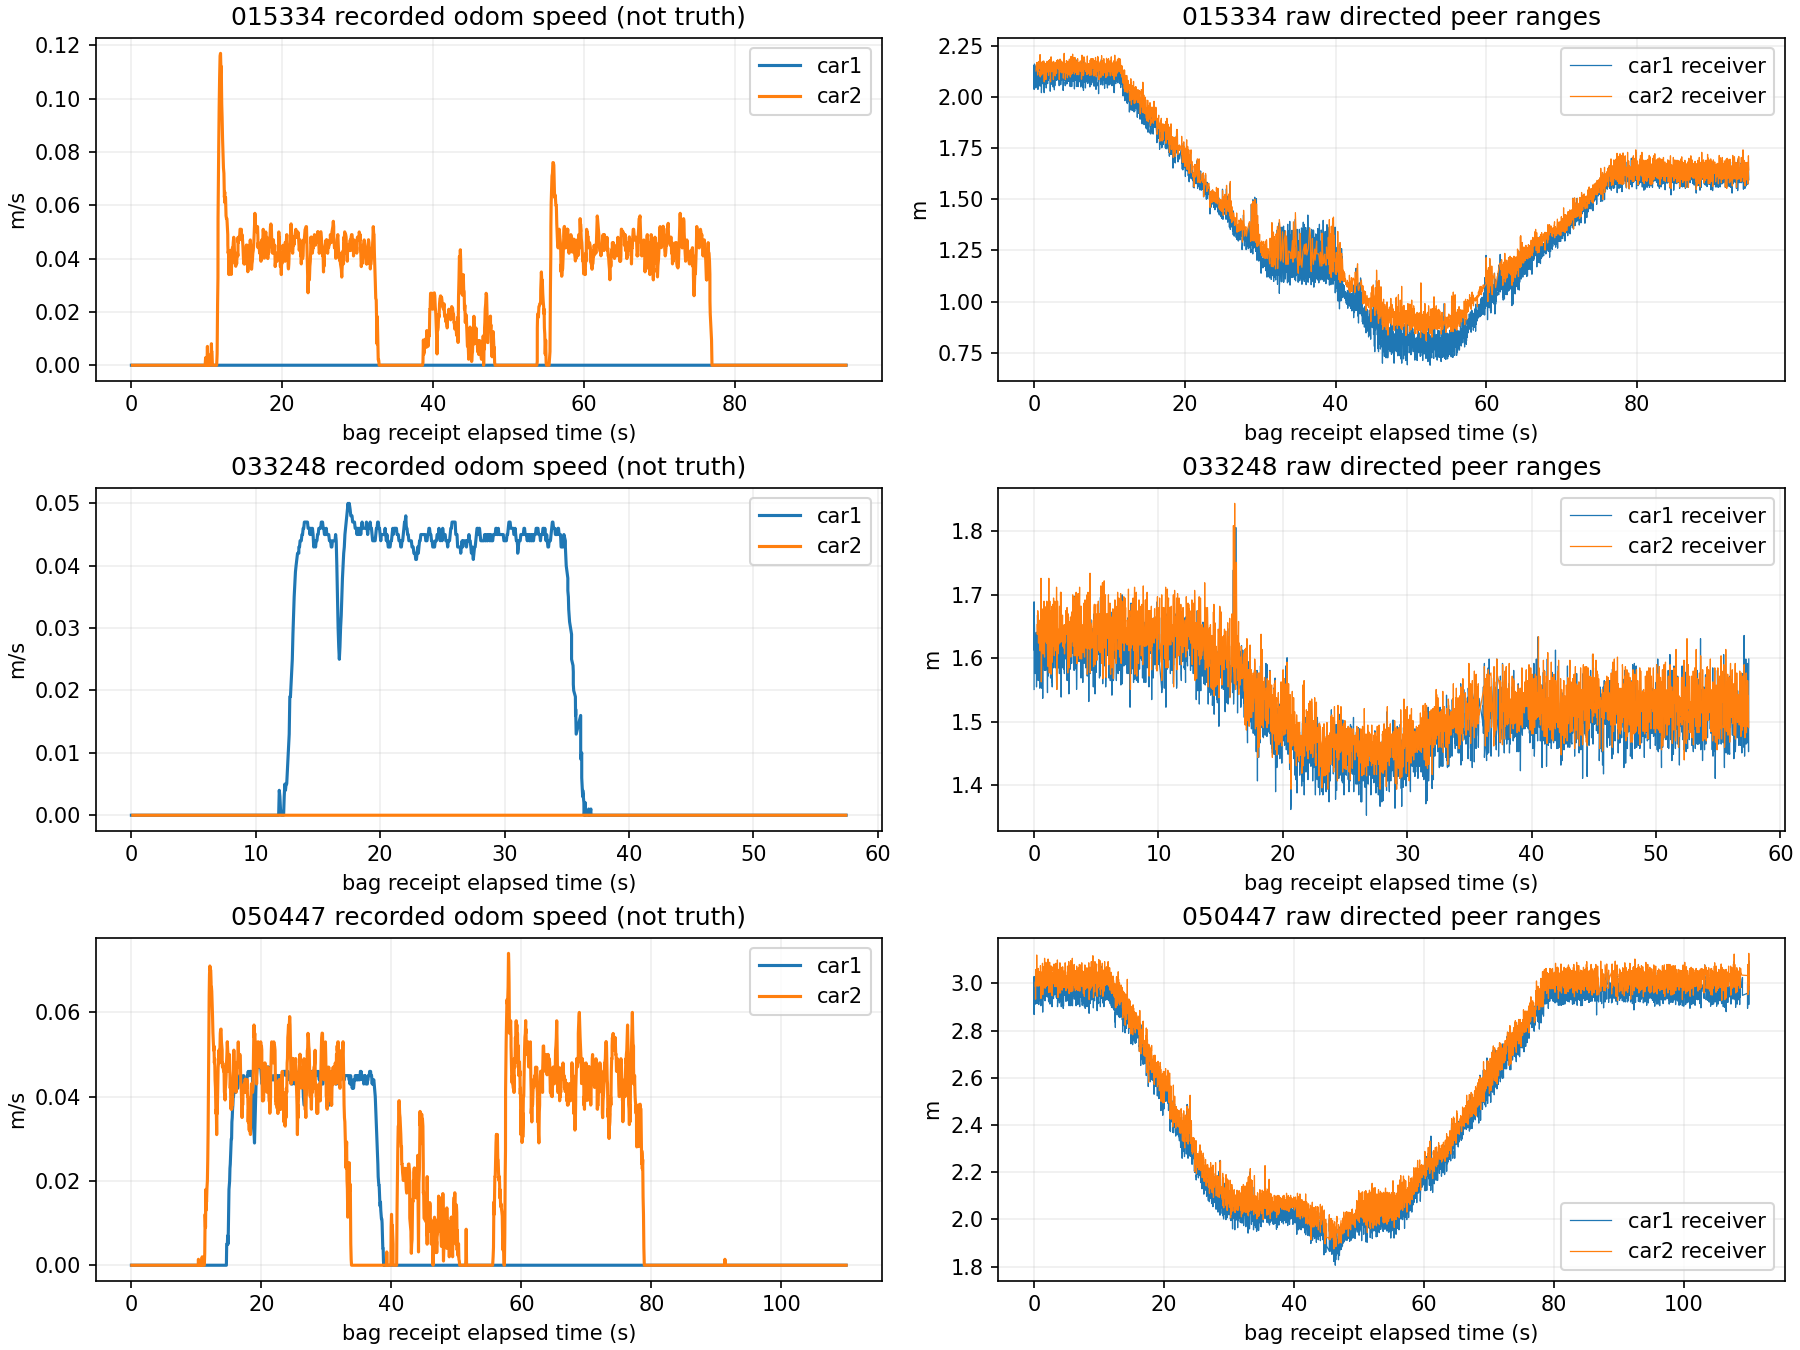 015334 recorded odom speed (not truth)
0.12
0.10
0.08
0.06
0.04
0.02
0.00
m/s
car1
car2
0 20 40 60 80
bag receipt elapsed time (s)
015334 raw directed peer ranges
2.25
2.00
1.75
1.50
1.25
1.00
0.75
m
car1 receiver
car2 receiver
0 20 40 60 80
bag receipt elapsed time (s)
033248 recorded odom speed (not truth)
0.05
0.04
0.03
0.02
0.01
0.00
m/s
car1
car2
0 10 20 30 40 50 60
bag receipt elapsed time (s)
033248 raw directed peer ranges
1.8
1.7
1.6
1.5
1.4
m
car1 receiver
car2 receiver
0 10 20 30 40 50 60
bag receipt elapsed time (s)
050447 recorded odom speed (not truth)
0.06
0.04
0.02
0.00
m/s
car1
car2
0 20 40 60 80 100
bag receipt elapsed time (s)
050447 raw directed peer ranges
3.0
2.8
2.6
2.4
2.2
2.0
1.8
m
car1 receiver
car2 receiver
0 20 40 60 80 100
bag receipt elapsed time (s)